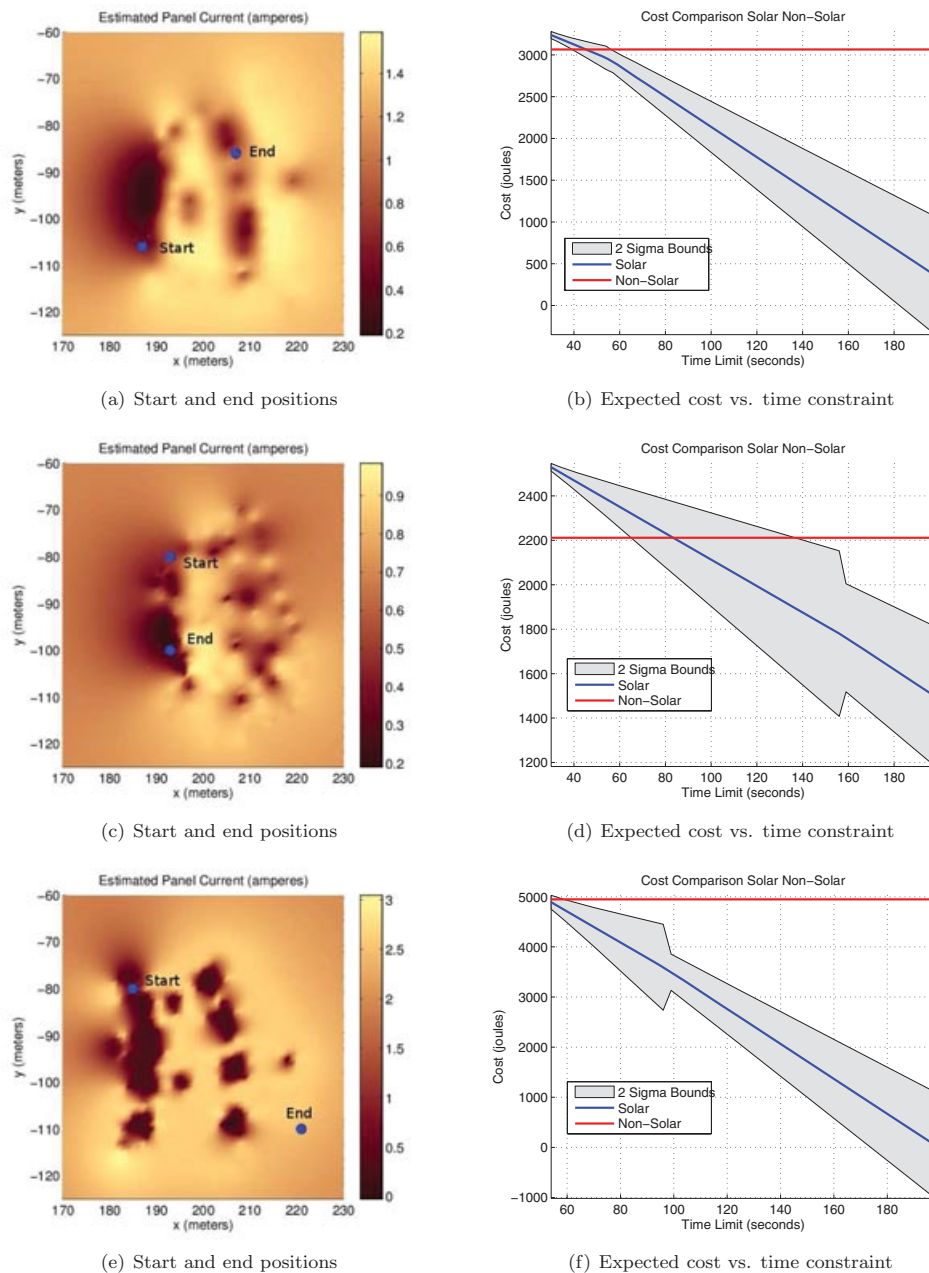 Estimated Panel Current (amperes)
−60
−70
−80
−90
−100
−110
−120
y (meters)
170 180 190 200 210 220 230
x (meters)
Start
End
1.4
1.2
1
0.8
0.6
0.4
0.2
(a) Start and end positions
Cost Comparison Solar Non−Solar
3000
2500
2000
1500
1000
500
0
Cost (joules)
2 Sigma Bounds
Solar
Non−Solar
40 60 80 100 120 140 160 180
Time Limit (seconds)
(b) Expected cost vs. time constraint
Estimated Panel Current (amperes)
−60
−70
−80
−90
−100
−110
−120
y (meters)
170 180 190 200 210 220 230
x (meters)
Start
End
0.9
0.8
0.7
0.6
0.5
0.4
0.3
0.2
(c) Start and end positions
Cost Comparison Solar Non−Solar
2400
2200
2000
1800
1600
1400
1200
Cost (joules)
2 Sigma Bounds
Solar
Non−Solar
40 60 80 100 120 140 160 180
Time Limit (seconds)
(d) Expected cost vs. time constraint
Estimated Panel Current (amperes)
−60
−70
−80
−90
−100
−110
−120
y (meters)
170 180 190 200 210 220 230
x (meters)
Start
End
3
2.5
2
1.5
1
0.5
0
(e) Start and end positions
Cost Comparison Solar Non−Solar
5000
4000
3000
2000
1000
0
−1000
Cost (joules)
2 Sigma Bounds
Solar
Non−Solar
60 80 100 120 140 160 180
Time Limit (seconds)
(f) Expected cost vs. time constraint